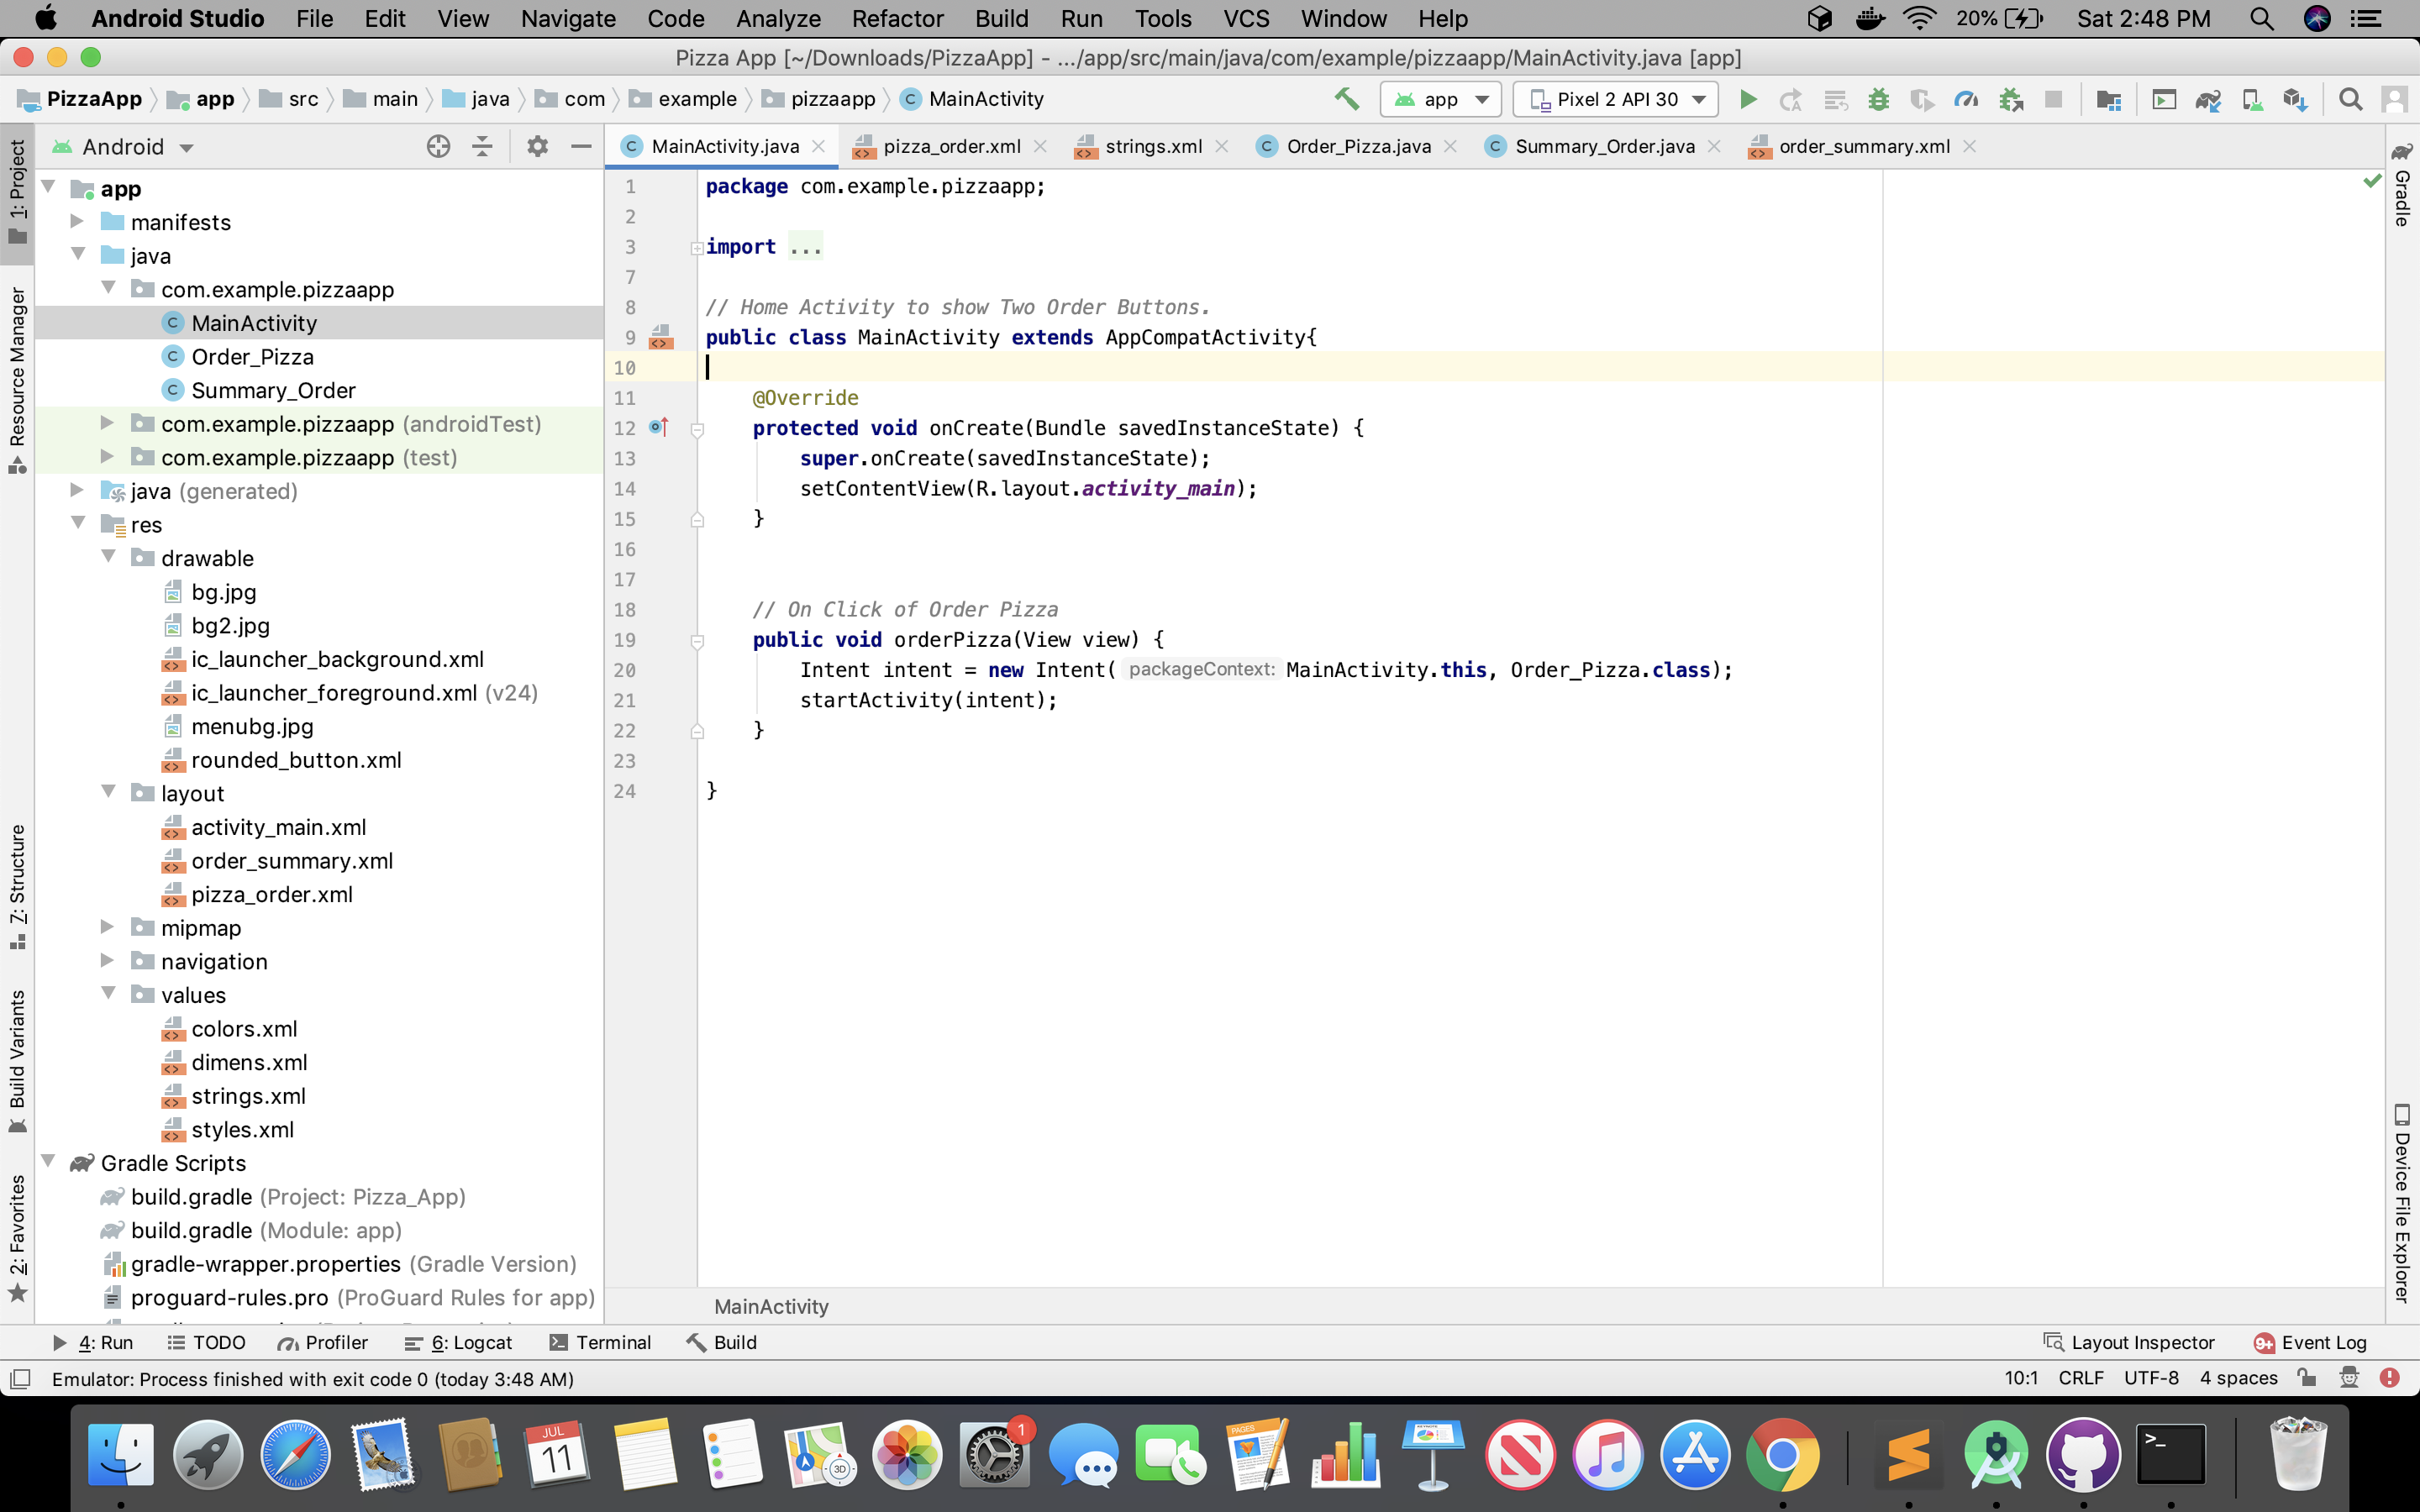 Android Studio File Edit View Navigate Code Analyze Refactor Build Run Tools VCS Window Help 20% Sat 2:48 PM
Pizza App [~/Downloads/PizzaApp] - .../app/src/main/java/com/example/pizzaapp/MainActivity.java [app]
PizzaApp app src main java com example pizzaapp MainActivity app Pixel 2 API 30
Android
MainActivity.java pizza_order.xml strings.xml Order_Pizza.java Summary_Order.java order_summary.xml
1: Project
Resource Manager
7: Structure
Build Variants
2: Favorites
app
manifests
java
com.example.pizzaapp
MainActivity
Order_Pizza
Summary_Order
com.example.pizzaapp (androidTest)
com.example.pizzaapp (test)
java (generated)
res
drawable
bg.jpg
bg2.jpg
ic_launcher_background.xml
ic_launcher_foreground.xml (v24)
menubg.jpg
rounded_button.xml
layout
activity_main.xml
order_summary.xml
pizza_order.xml
mipmap
navigation
values
colors.xml
dimens.xml
strings.xml
styles.xml
Gradle Scripts
build.gradle (Project: Pizza_App)
build.gradle (Module: app)
gradle-wrapper.properties (Gradle Version)
proguard-rules.pro (ProGuard Rules for app)
1 package com.example.pizzaapp;
2
3 import ...
7
8 // Home Activity to show Two Order Buttons.
9 public class MainActivity extends AppCompatActivity{
10
11 @Override
12 protected void onCreate(Bundle savedInstanceState) {
13 super.onCreate(savedInstanceState);
14 setContentView(R.layout.activity_main);
15 }
16
17
18 // On Click of Order Pizza
19 public void orderPizza(View view) {
20 Intent intent = new Intent( packageContext: MainActivity.this, Order_Pizza.class);
21 startActivity(intent);
22 }
23
24 }
MainActivity
Gradle
Device File Explorer
4: Run TODO Profiler 6: Logcat Terminal Build Layout Inspector 9+ Event Log
Emulator: Process finished with exit code 0 (today 3:48 AM) 10:1 CRLF UTF-8 4 spaces
JUL
11
3D
1
PAGES
>_